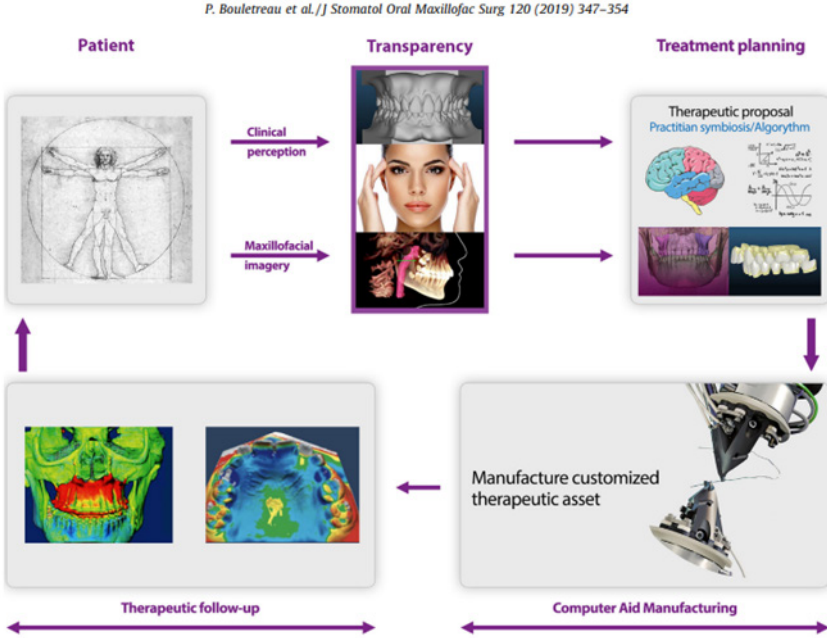 P. Bouletreau et al./J Stomatol Oral Maxillofac Surg 120 (2019) 347–354
Patient
Transparency
Treatment planning
Clinical
perception
Maxillofacial
imagery
Therapeutic proposal
Practitian symbiosis/Algorythm
Manufacture customized
therapeutic asset
Therapeutic follow-up
Computer Aid Manufacturing